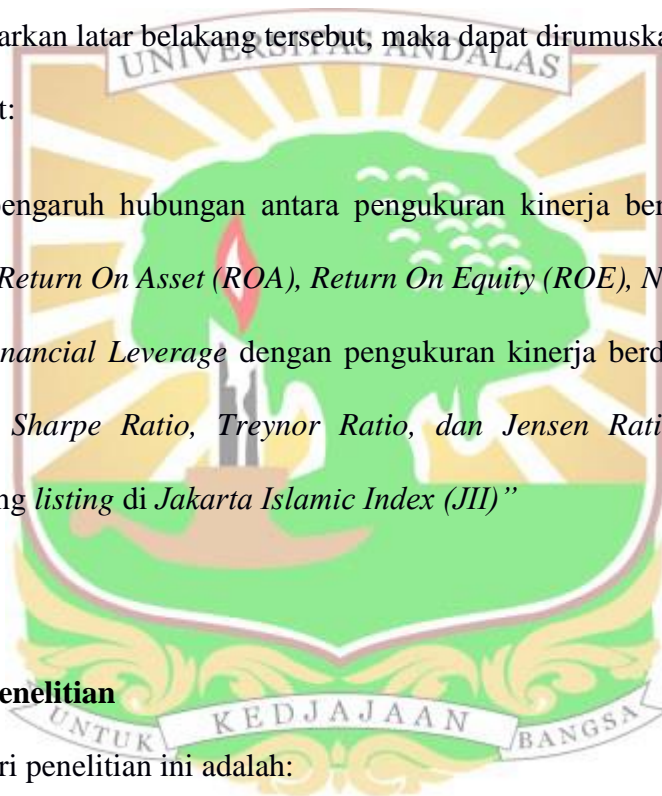 arkan latar belakang tersebut, maka dapat dirumuska
UNIVERSITAS ANDALAS
t:
pengaruh hubungan antara pengukuran kinerja ber
Return On Asset (ROA), Return On Equity (ROE), N
nancial Leverage dengan pengukuran kinerja berd
Sharpe Ratio, Treynor Ratio, dan Jensen Rati
ng listing di Jakarta Islamic Index (JII)”
enelitian
UNTUK KEDJAJAAN BANGSA
ri penelitian ini adalah: